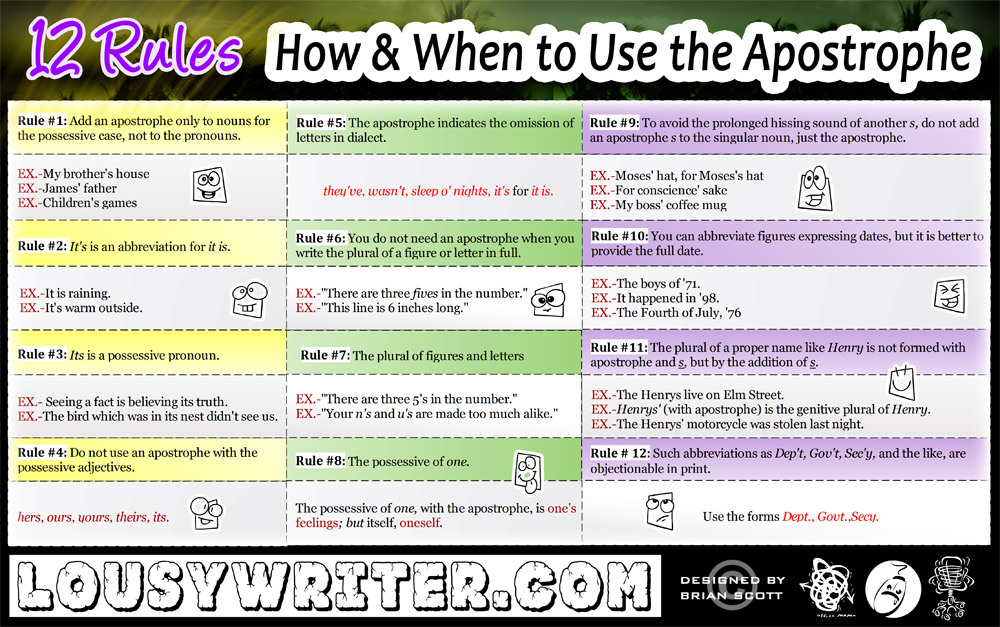 12 Rules How & When to Use the Apostrophe
Rule #1: Add an apostrophe only to nouns for
the possessive case, not to the pronouns.
EX.-My brother's house
EX.-James' father
EX.-Children's games
Rule #2: It's is an abbreviation for it is.
EX.-It is raining.
EX.-It's warm outside.
Rule #3: Its is a possessive pronoun.
EX.- Seeing a fact is believing its truth.
EX.-The bird which was in its nest didn't see us.
Rule #4: Do not use an apostrophe with the
possessive adjectives.
hers, ours, yours, theirs, its.
Rule #5: The apostrophe indicates the omission of
letters in dialect.
they've, wasn't, sleep o' nights, it's for it is.
Rule #6: You do not need an apostrophe when you
write the plural of a figure or letter in full.
EX.-"There are three fives in the number."
EX.-"This line is 6 inches long."
Rule #7: The plural of figures and letters
EX.-"There are three 5's in the number."
EX.-"Your n's and u's are made too much alike."
Rule #8: The possessive of one.
The possessive of one, with the apostrophe, is one's
feelings; but itself, oneself.
Rule #9: To avoid the prolonged hissing sound of another s, do not add
an apostrophe s to the singular noun, just the apostrophe.
EX.-Moses' hat, for Moses's hat
EX.-For conscience' sake
EX.-My boss' coffee mug
Rule #10: You can abbreviate figures expressing dates, but it is better to
provide the full date.
EX.-The boys of '71.
EX.-It happened in '98.
EX.-The Fourth of July, '76
Rule #11: The plural of a proper name like Henry is not formed with
apostrophe and s, but by the addition of s.
EX.-The Henrys live on Elm Street.
EX.-Henrys' (with apostrophe) is the genitive plural of Henry.
EX.-The Henrys' motorcycle was stolen last night.
Rule # 12: Such abbreviations as Dep't, Gov't, Sec'y, and the like, are
objectionable in print.
Use the forms Dept., Govt.,Secy.
LOUSYWRITER.COM
©
DESIGNED BY
BRIAN SCOTT